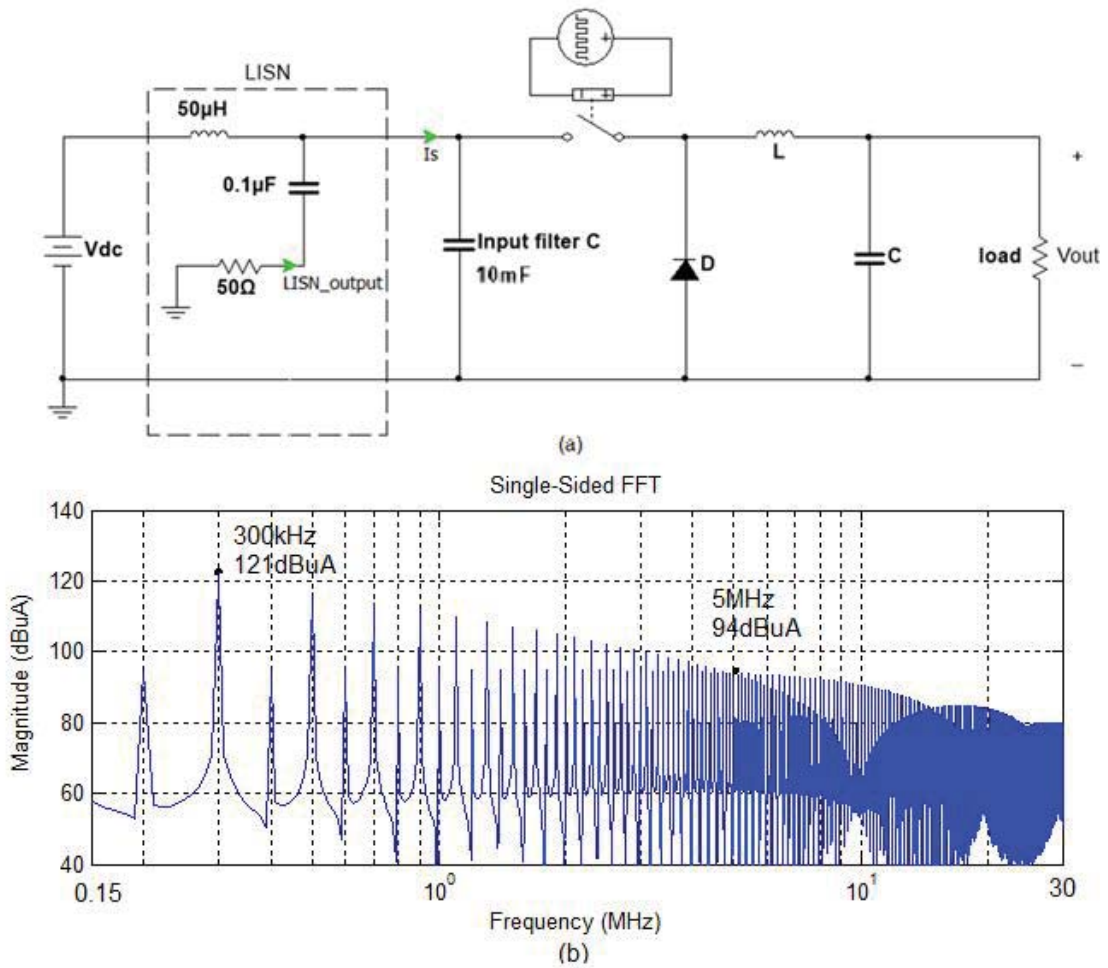 LISN
50µH
Is
0.1µF
Vdc
50Ω
LISN_output
Input filter C
10mF
D
L
C
load
+
Vout
−
(a)
Single-Sided FFT
Magnitude (dBuA)
140
120
100
80
60
40
300kHz
121dBuA
5MHz
94dBuA
0.15
10⁰
10¹
30
Frequency (MHz)
(b)